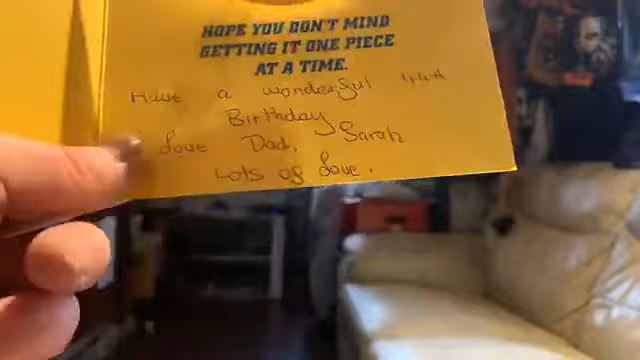 HOPE YOU DON'T MIND
GETTING IT ONE PIECE
AT A TIME.
Have a wonderful 44th
Birthday
Love Dad, Sarah
Lots of Love.